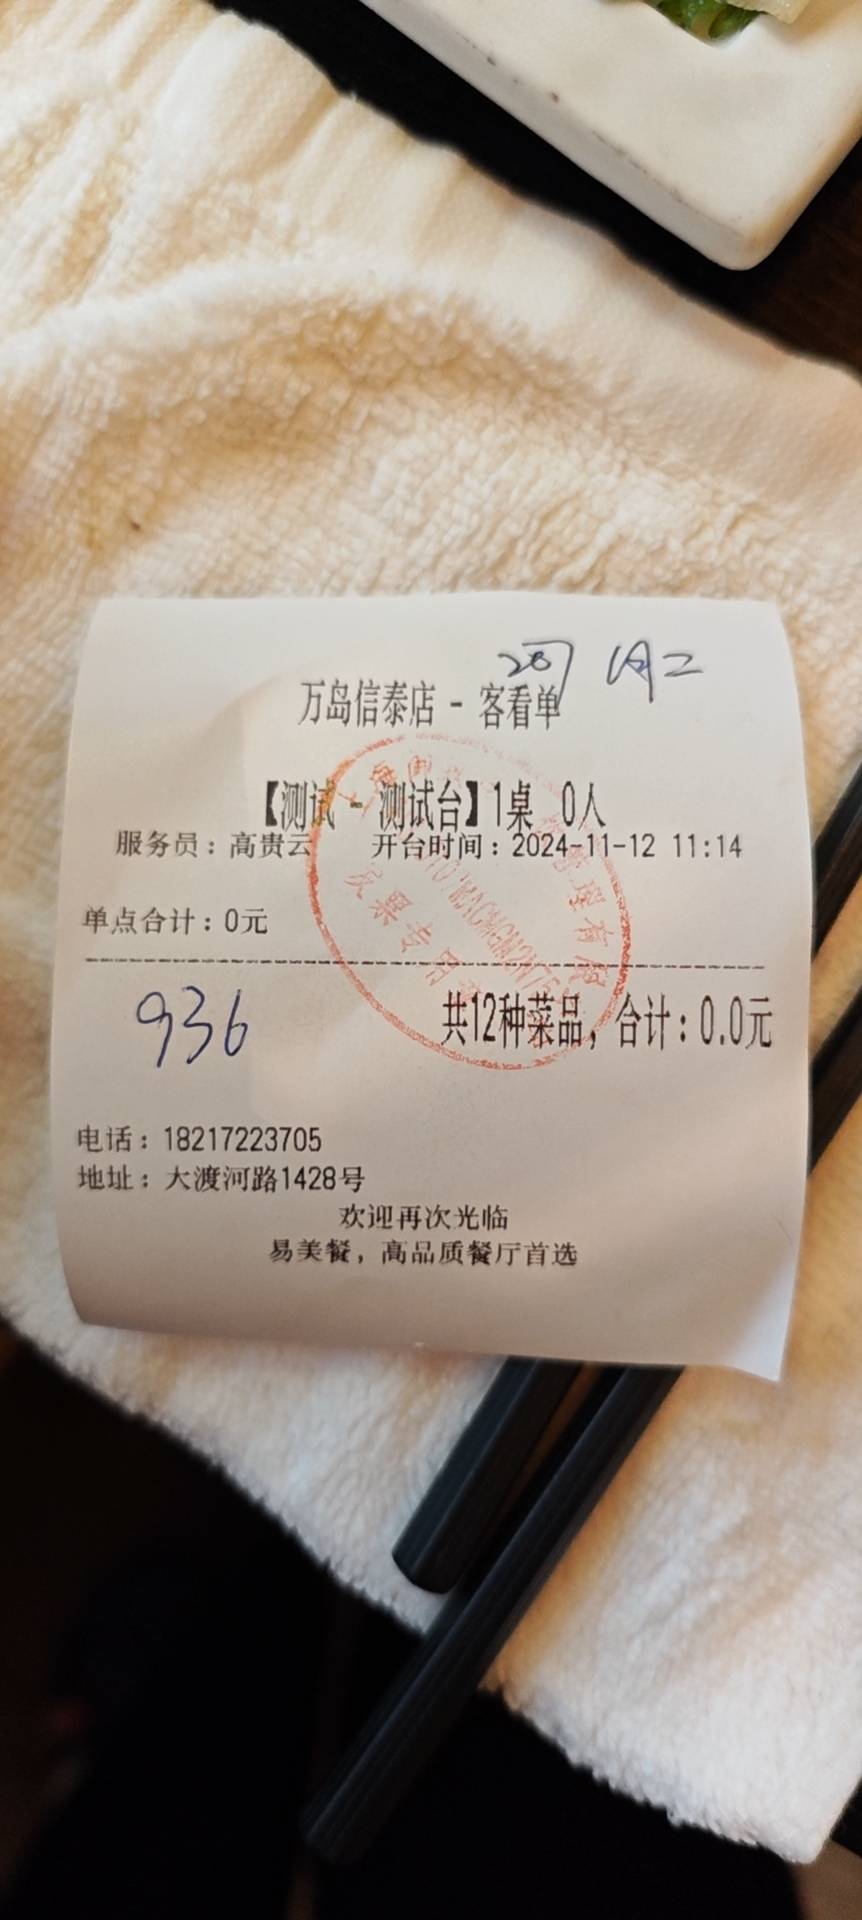 万岛信泰店 - 客看单
【测试 - 测试台】1桌 0人
服务员：高贵云 开台时间：2024-11-12 11:14
单点合计：0元
936
共12种菜品，合计：0.0元
电话：18217223705
地址：大渡河路1428号
欢迎再次光临
易美餐，高品质餐厅首选